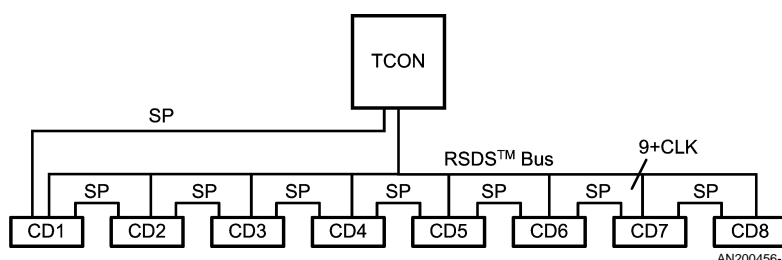 TCON
SP
RSDS™ Bus
9+CLK
SP SP SP SP SP SP SP
CD1 CD2 CD3 CD4 CD5 CD6 CD7 CD8